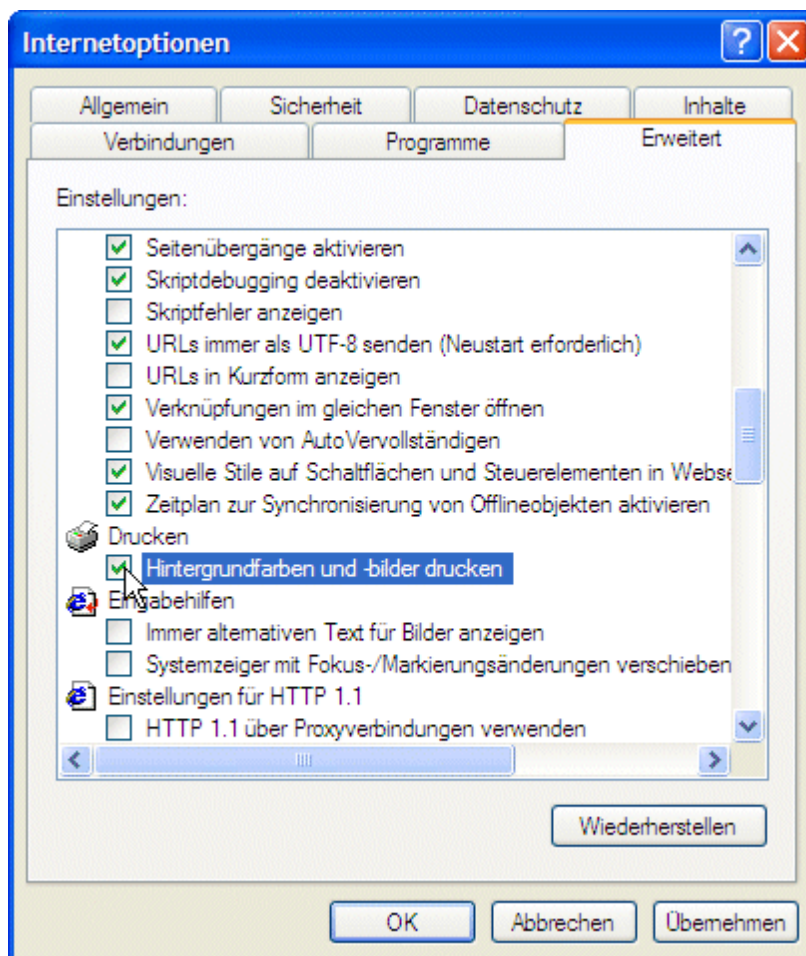 Internetoptionen
Allgemein Sicherheit Datenschutz Inhalte
Verbindungen Programme Erweitert
Einstellungen:
Seitenübergänge aktivieren
Skriptdebugging deaktivieren
Skriptfehler anzeigen
URLs immer als UTF-8 senden (Neustart erforderlich)
URLs in Kurzform anzeigen
Verknüpfungen im gleichen Fenster öffnen
Verwenden von AutoVervollständigen
Visuelle Stile auf Schaltflächen und Steuerelementen in Webse
Zeitplan zur Synchronisierung von Offlineobjekten aktivieren
Drucken
Hintergrundfarben und -bilder drucken
Eingabehilfen
Immer alternativen Text für Bilder anzeigen
Systemzeiger mit Fokus-/Markierungsänderungen verschieben
Einstellungen für HTTP 1.1
HTTP 1.1 über Proxyverbindungen verwenden
Wiederherstellen
OK Abbrechen Übernehmen